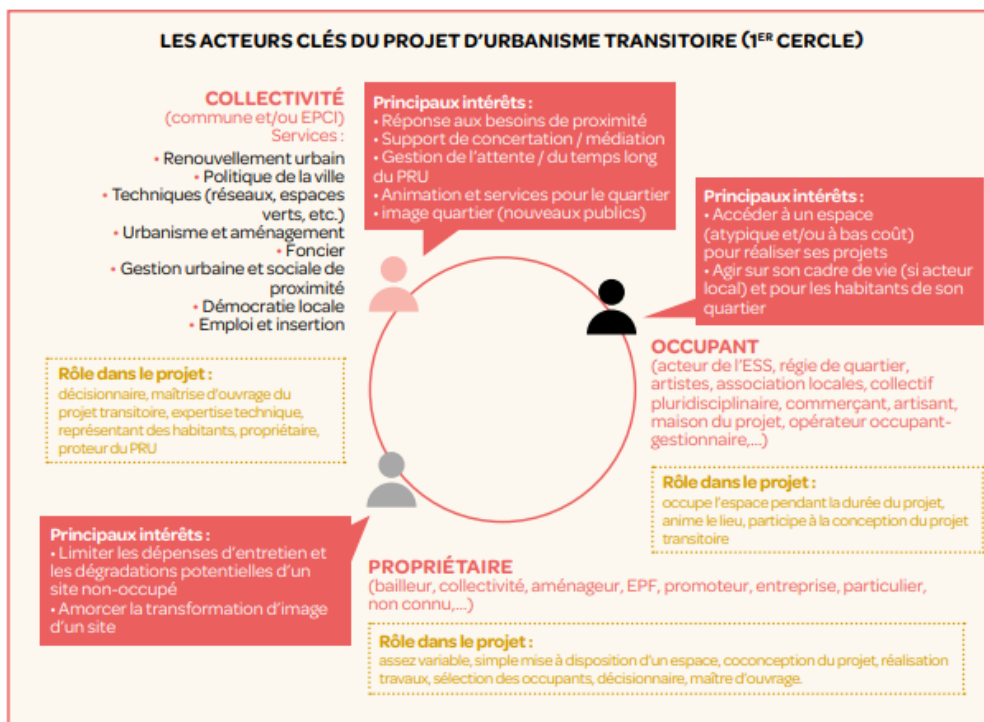 LES ACTEURS CLÉS DU PROJET D'URBANISME TRANSITOIRE (1ER CERCLE)
COLLECTIVITÉ
(commune et/ou EPCI)
Services :
• Renouvellement urbain
• Politique de la ville
• Techniques (réseaux, espaces
verts, etc.)
• Urbanisme et aménagement
• Foncier
• Gestion urbaine et sociale de
proximité
• Démocratie locale
• Emploi et insertion
Principaux intérêts :
• Réponse aux besoins de proximité
• Support de concertation / médiation
• Gestion de l'attente / du temps long
du PRU
• Animation et services pour le quartier
• image quartier (nouveaux publics)
Rôle dans le projet :
décisionnaire, maîtrise d'ouvrage du
projet transitoire, expertise technique,
représentant des habitants, propriétaire,
proteur du PRU
Principaux intérêts :
• Accéder à un espace
(atypique et/ou à bas coût)
pour réaliser ses projets
• Agir sur son cadre de vie (si acteur
local) et pour les habitants de son
quartier
OCCUPANT
(acteur de l'ESS, régie de quartier,
artistes, association locales, collectif
pluridisciplinaire, commerçant, artisant,
maison du projet, opérateur occupant-
gestionnaire,...)
Rôle dans le projet :
occupe l'espace pendant la durée du projet,
anime le lieu, participe à la conception du projet
transitoire
Principaux intérêts :
• Limiter les dépenses d'entretien et
les dégradations potentielles d'un
site non-occupé
• Amorcer la transformation d'image
d'un site
PROPRIÉTAIRE
(bailleur, collectivité, aménageur, EPF, promoteur, entreprise, particulier,
non connu,...)
Rôle dans le projet :
assez variable, simple mise à disposition d'un espace, coconception du projet, réalisation
travaux, sélection des occupants, décisionnaire, maître d'ouvrage.